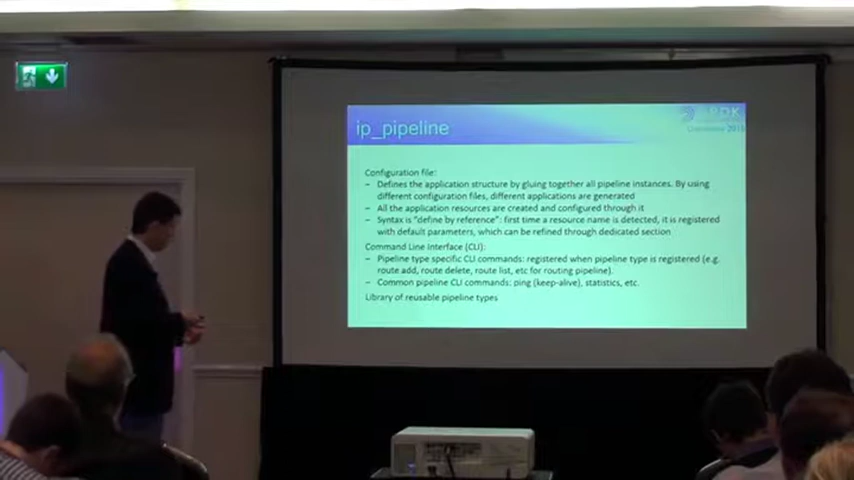 ip_pipeline
PDK
Configuration file:
– Defines the application structure by gluing together all pipeline instances. By using
different configuration files, different applications are generated
– All the application resources are created and configured through it
– Syntax is "define by reference": first time a resource name is detected, it is registered
with default parameters, which can be refined through dedicated section
Command Line Interface (CLI):
– Pipeline type specific CLI commands: registered when pipeline type is registered (e.g.
route add, route delete, route list, etc for routing pipeline).
– Common pipeline CLI commands: ping (keep-alive), statistics, etc.
Library of reusable pipeline types